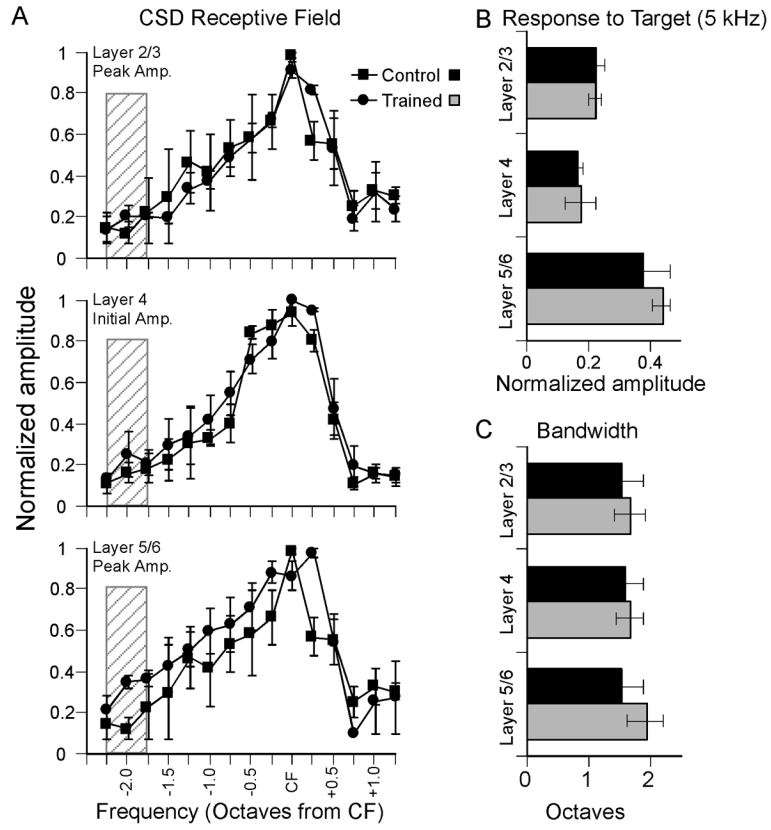 A
CSD Receptive Field
Layer 2/3
Peak Amp.
Control
Trained
1
0.8
0.6
0.4
0.2
0
Layer 4
Initial Amp.
1
0.8
0.6
0.4
0.2
0
Layer 5/6
Peak Amp.
1
0.8
0.6
0.4
0.2
0
Normalized amplitude
-2.0
-1.5
-1.0
-0.5
CF
+0.5
+1.0
Frequency (Octaves from CF)
B
Response to Target (5 kHz)
Layer 2/3
Layer 4
Layer 5/6
0
0.2
0.4
Normalized amplitude
C
Bandwidth
Layer 2/3
Layer 4
Layer 5/6
0
1
2
Octaves